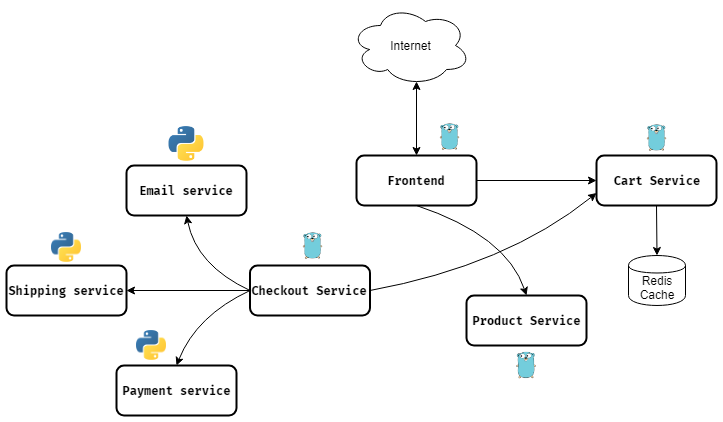 Internet
Frontend
Cart Service
Email service
Redis
Cache
Shipping service
Checkout Service
Product Service
Payment service